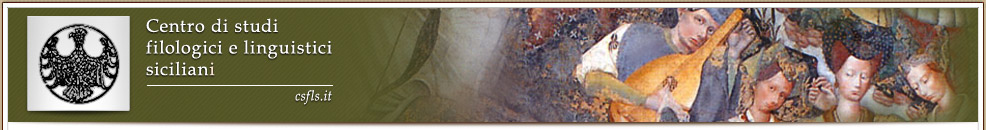 Centro di studi
filologici e linguistici
siciliani
csfls.it